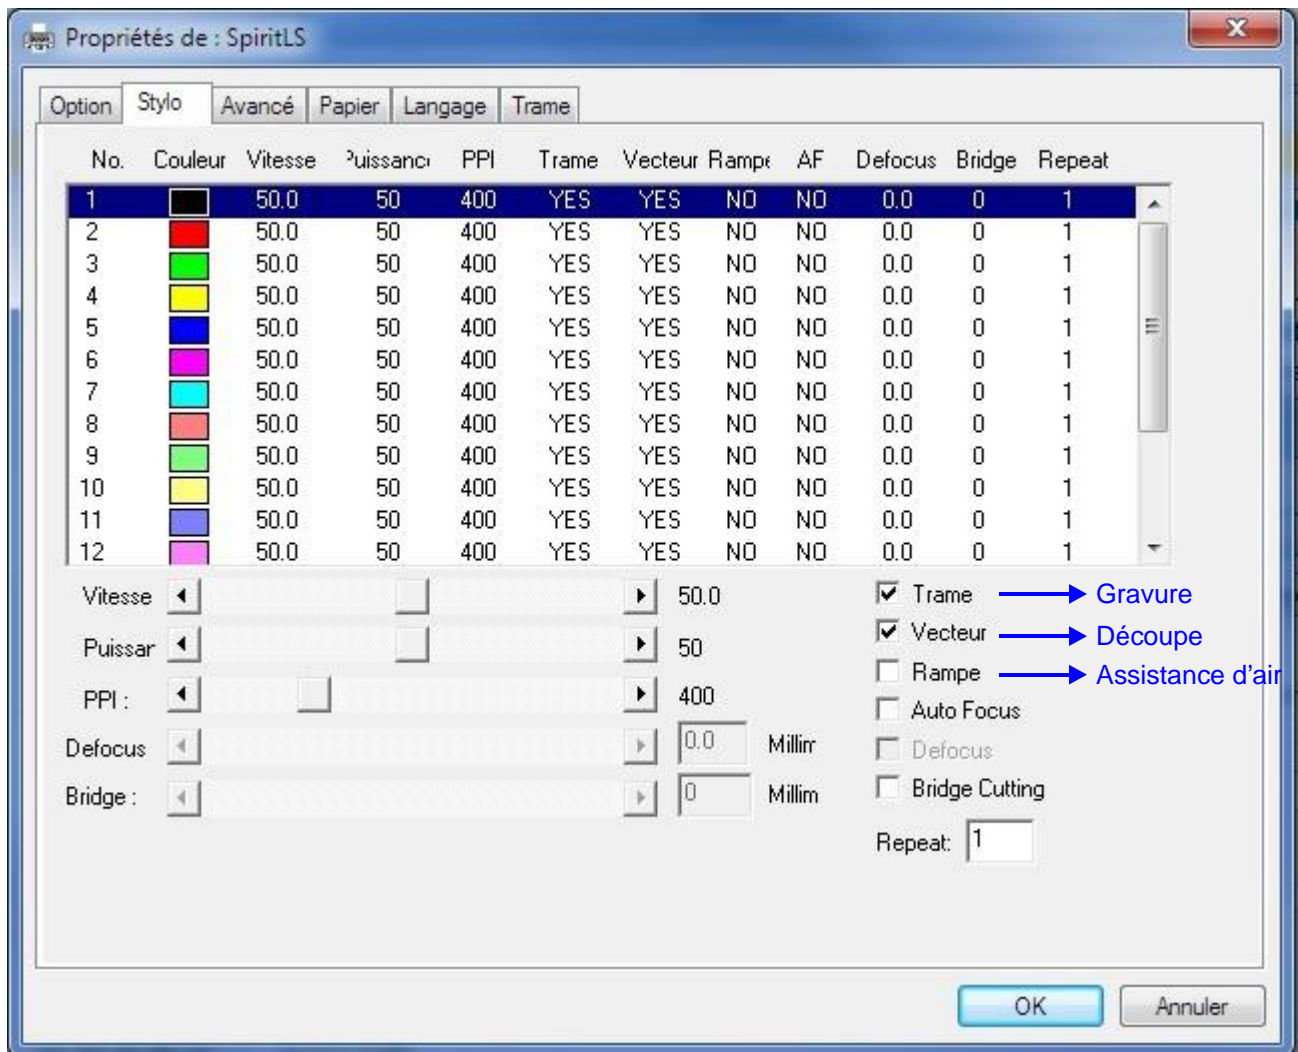 Propriétés de : SpiritLS
Option Stylo Avancé Papier Langage Trame
No. Couleur Vitesse Puissanc PPI Trame Vecteur Rampe AF Defocus Bridge Repeat
1 50.0 50 400 YES YES NO NO 0.0 0 1
2 50.0 50 400 YES YES NO NO 0.0 0 1
3 50.0 50 400 YES YES NO NO 0.0 0 1
4 50.0 50 400 YES YES NO NO 0.0 0 1
5 50.0 50 400 YES YES NO NO 0.0 0 1
6 50.0 50 400 YES YES NO NO 0.0 0 1
7 50.0 50 400 YES YES NO NO 0.0 0 1
8 50.0 50 400 YES YES NO NO 0.0 0 1
9 50.0 50 400 YES YES NO NO 0.0 0 1
10 50.0 50 400 YES YES NO NO 0.0 0 1
11 50.0 50 400 YES YES NO NO 0.0 0 1
12 50.0 50 400 YES YES NO NO 0.0 0 1
Vitesse 50.0 Trame Gravure
Puissar 50 Vecteur Découpe
Rampe Assistance d'air
PPI : 400 Auto Focus
Defocus 0.0 Millim Defocus
Bridge : 0 Millim Bridge Cutting
Repeat: 1
OK Annuler